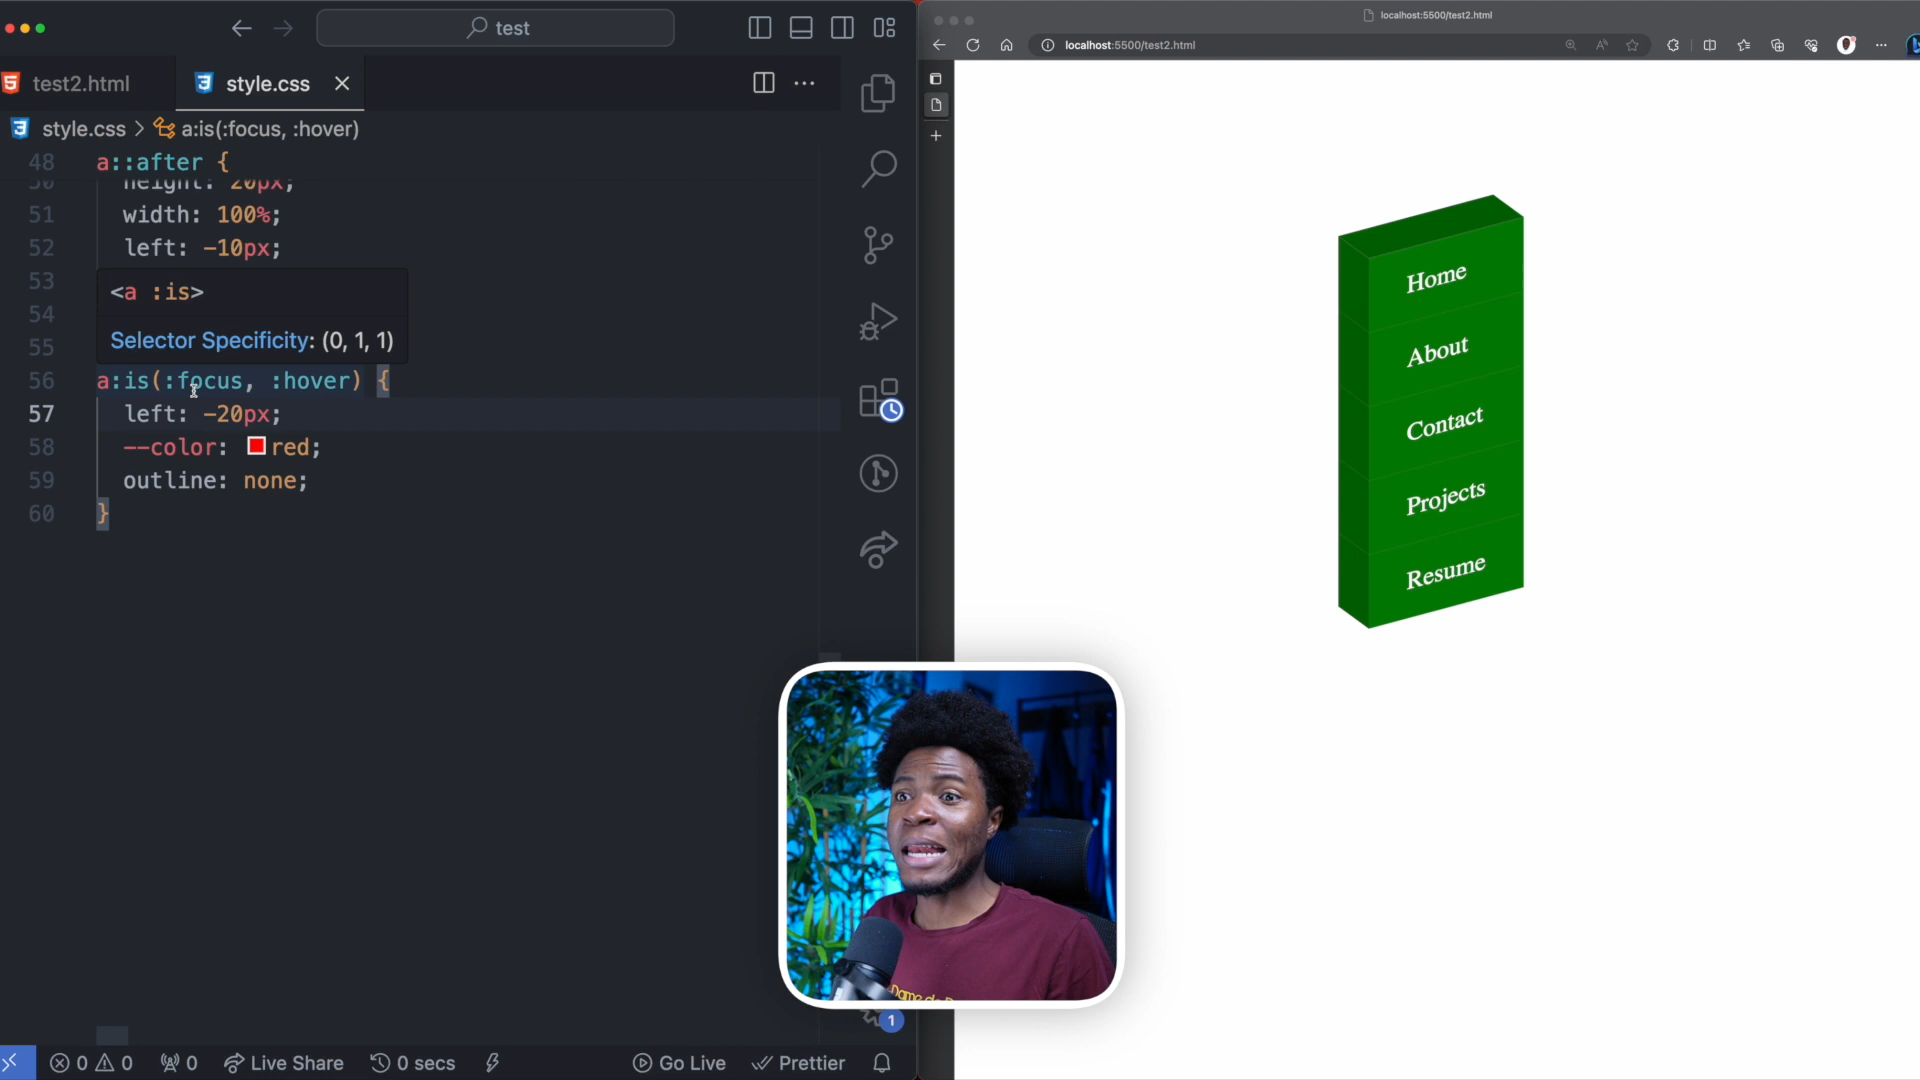 test
test2.html
style.css
style.css > a:is(:focus, :hover)
48 a::after {
50 height: 20px;
51 width: 100%;
52 left: -10px;
53
<a :is>
54
Selector Specificity: (0, 1, 1)
55
56 a:is(:focus, :hover) {
57 left: -20px;
58 --color: red;
59 outline: none;
60 }
0 0 0 Live Share 0 secs Go Live Prettier
1
localhost:5500/test2.html
localhost:5500/test2.html
Home
About
Contact
Projects
Resume